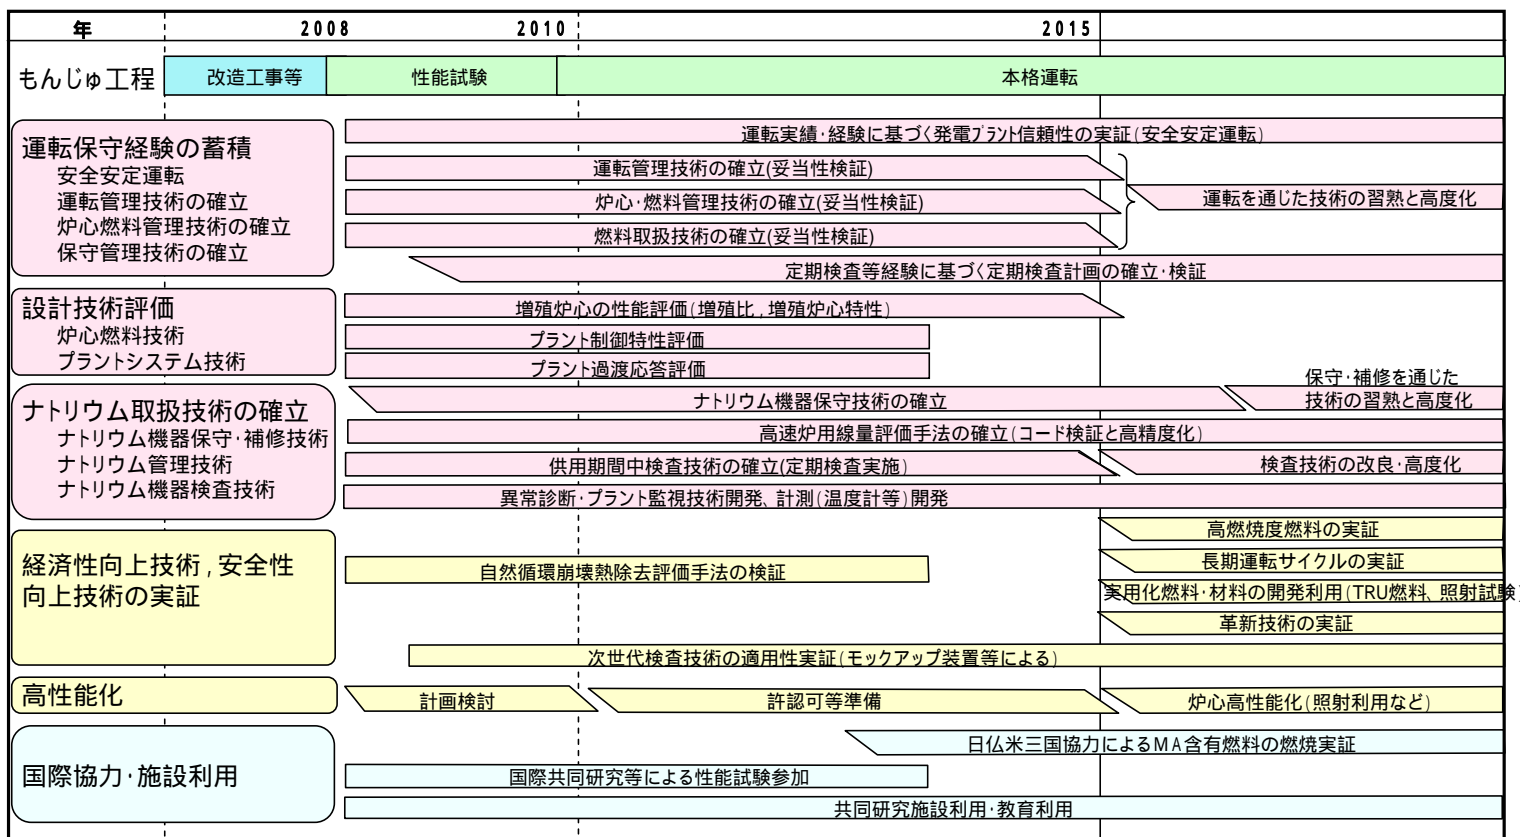 年 2008 2010 2015
もんじゅ工程 改造工事等 性能試験 本格運転
運転保守経験の蓄積
安全安定運転
運転管理技術の確立
炉心燃料管理技術の確立
保守管理技術の確立
運転実績・経験に基づく発電プラント信頼性の実証(安全安定運転)
運転管理技術の確立(妥当性検証)
炉心・燃料管理技術の確立(妥当性検証)
運転を通じた技術の習熟と高度化
燃料取扱技術の確立(妥当性検証)
定期検査等経験に基づく定期検査計画の確立・検証
設計技術評価
炉心燃料技術
プラントシステム技術
増殖炉心の性能評価(増殖比,増殖炉心特性)
プラント制御特性評価
プラント過渡応答評価
ナトリウム取扱技術の確立
ナトリウム機器保守・補修技術
ナトリウム管理技術
ナトリウム機器検査技術
ナトリウム機器保守技術の確立
保守・補修を通じた
技術の習熟と高度化
高速炉用線量評価手法の確立(コード検証と高精度化)
供用期間中検査技術の確立(定期検査実施)
検査技術の改良・高度化
異常診断・プラント監視技術開発、計測(温度計等)開発
経済性向上技術,安全性
向上技術の実証
高燃焼度燃料の実証
長期運転サイクルの実証
自然循環崩壊熱除去評価手法の検証
実用化燃料・材料の開発利用(TRU燃料、照射試験)
革新技術の実証
次世代検査技術の適用性実証(モックアップ装置等による)
高性能化 計画検討 許認可等準備 炉心高性能化(照射利用など)
国際協力・施設利用
日仏米三国協力によるMA含有燃料の燃焼実証
国際共同研究等による性能試験参加
共同研究施設利用・教育利用